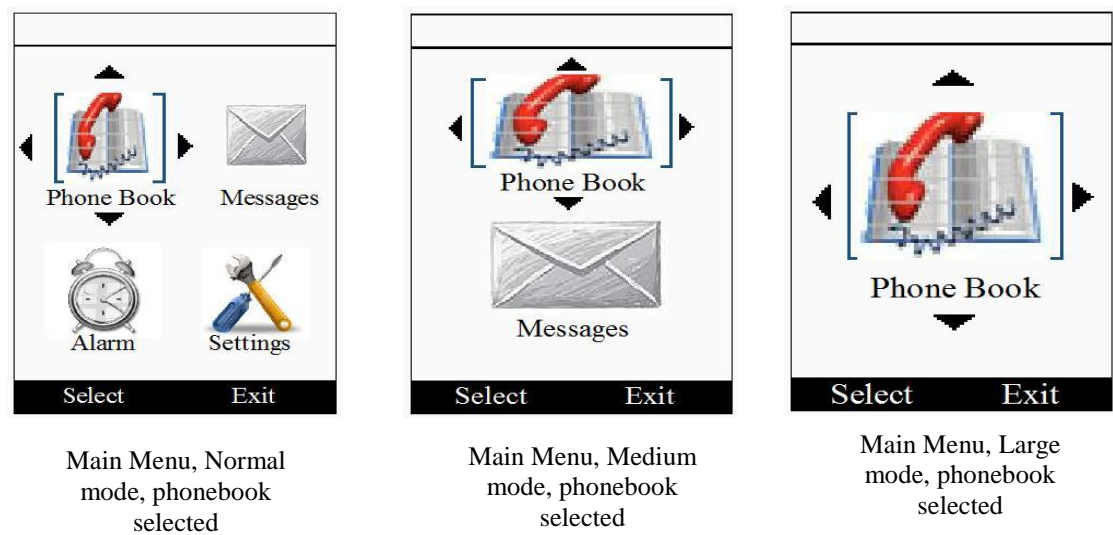 Phone Book Messages
Alarm Settings
Select Exit
Main Menu, Normal
mode, phonebook
selected
Phone Book
Messages
Select Exit
Main Menu, Medium
mode, phonebook
selected
Phone Book
Select Exit
Main Menu, Large
mode, phonebook
selected